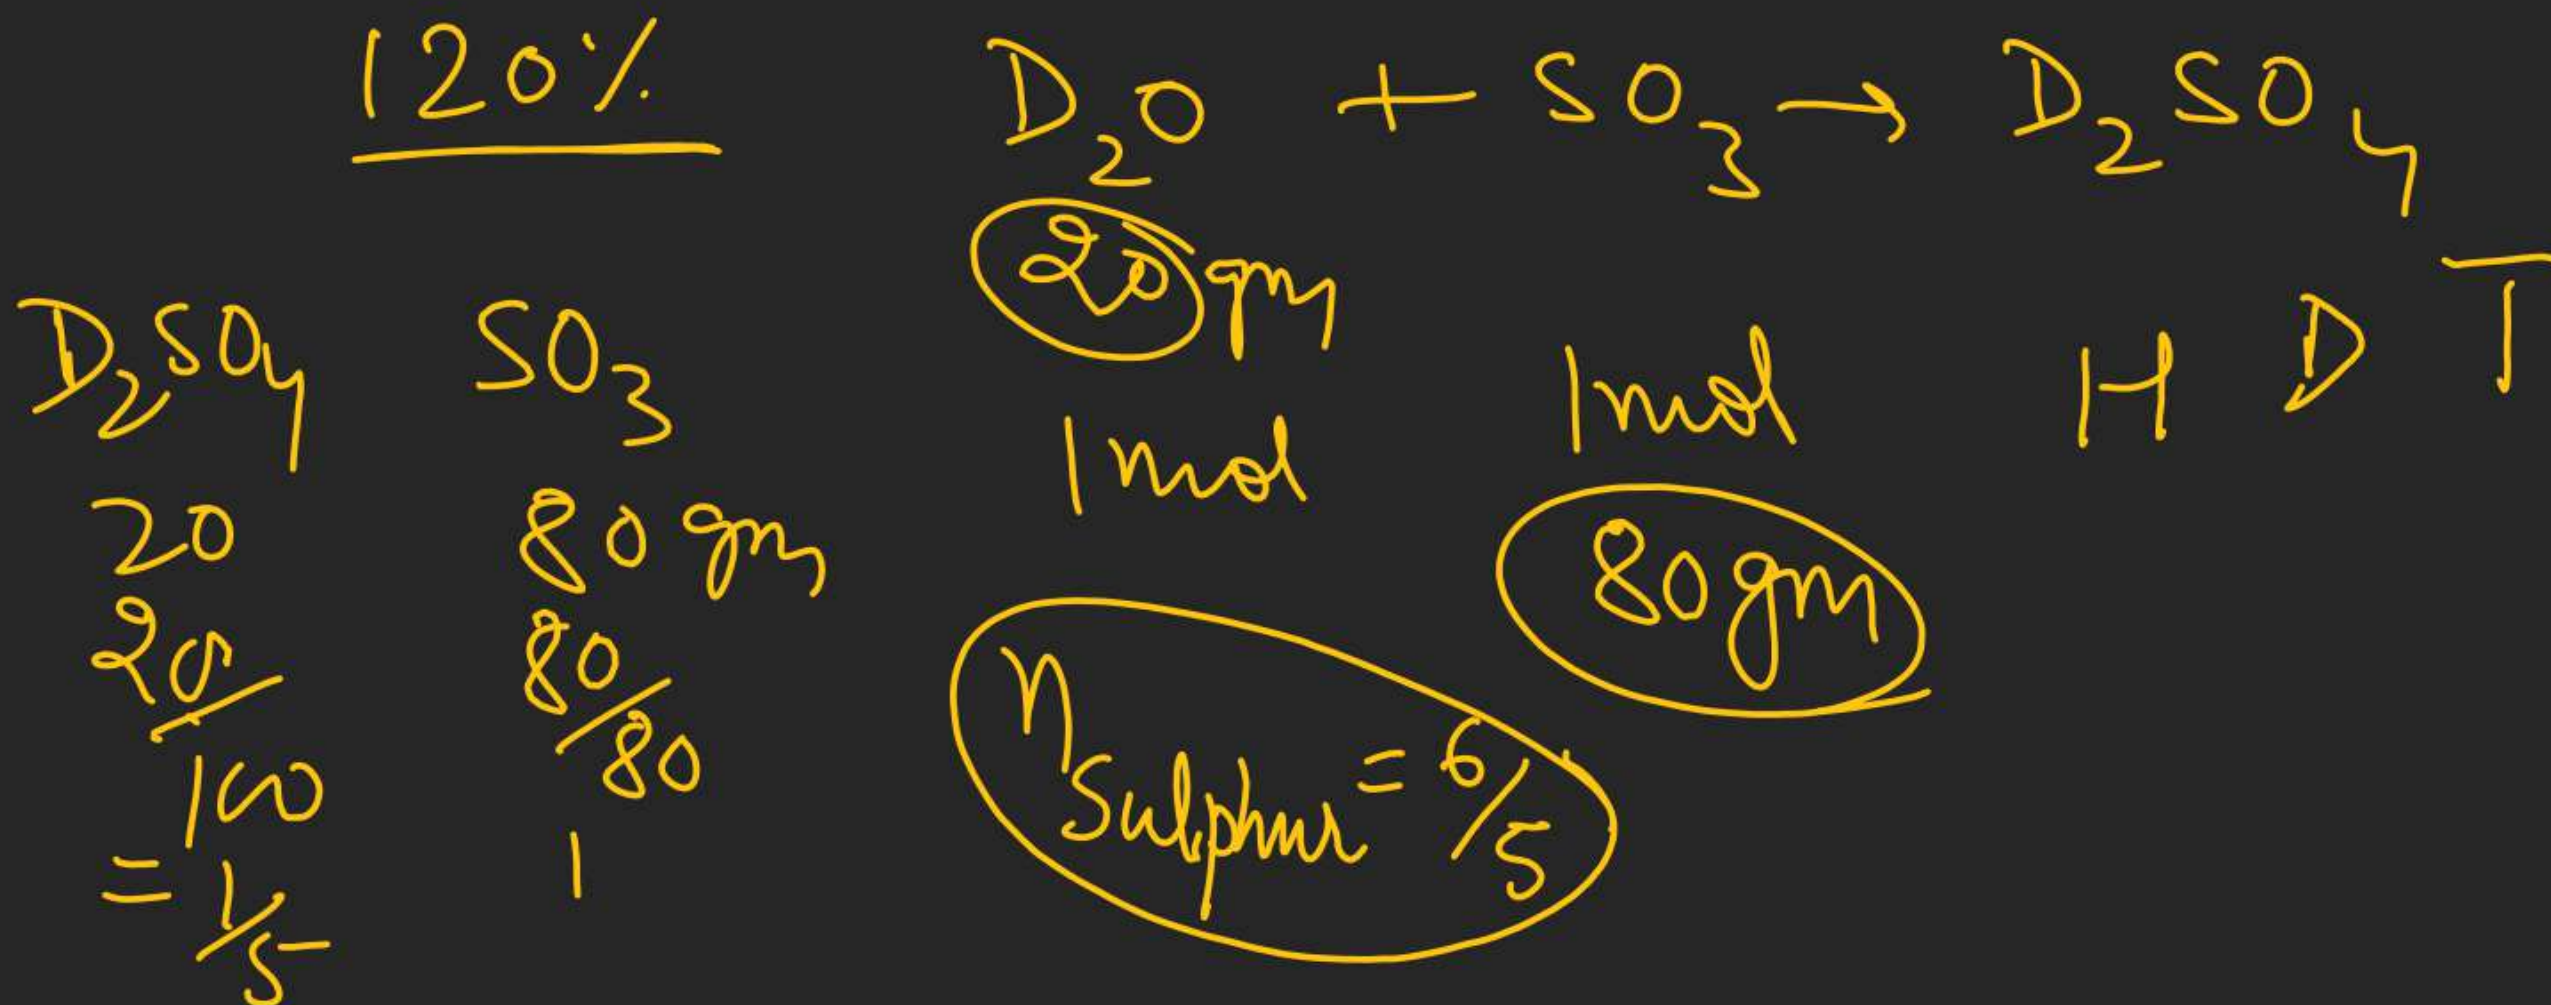 120%
D₂O + SO₃ → D₂SO₄
20 gm
1 mol
1 mol
80 gm
H D T
D₂SO₄ SO₃
20 80 gm
20/100 80/80
= 1/5 1
n Sulphur = 6/5